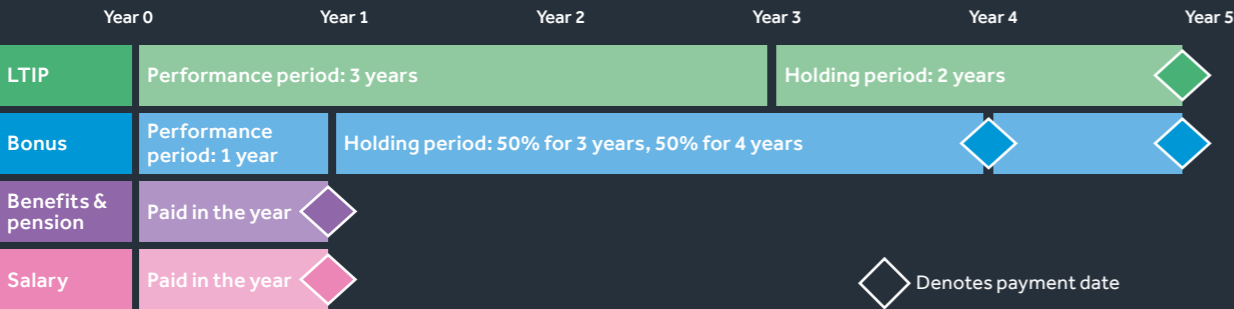 Year 0 Year 1 Year 2 Year 3 Year 4 Year 5
LTIP Performance period: 3 years Holding period: 2 years
Bonus
Performance
period: 1 year
Holding period: 50% for 3 years, 50% for 4 years
Benefits &
pension
Paid in the year
Salary Paid in the year
Denotes payment date